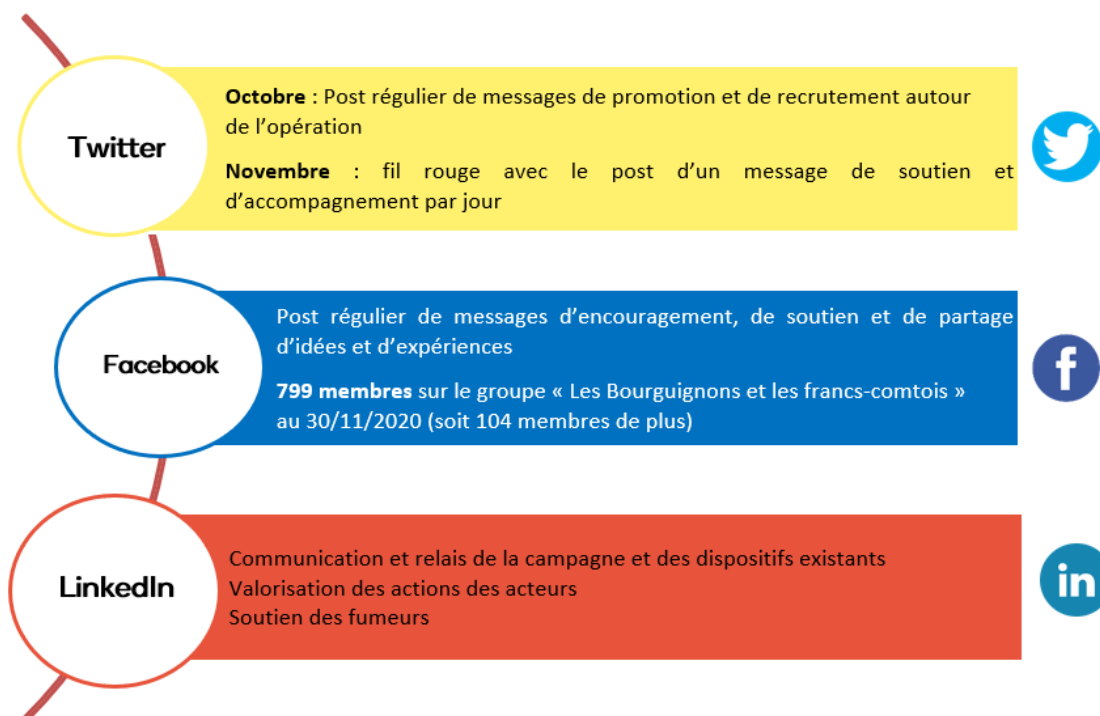 Twitter
Octobre : Post régulier de messages de promotion et de recrutement autour
de l’opération
Novembre : fil rouge avec le post d’un message de soutien et
d’accompagnement par jour
Facebook
Post régulier de messages d’encouragement, de soutien et de partage
d’idées et d’expériences
799 membres sur le groupe « Les Bourguignons et les francs-comtois »
au 30/11/2020 (soit 104 membres de plus)
f
LinkedIn
Communication et relais de la campagne et des dispositifs existants
Valorisation des actions des acteurs
Soutien des fumeurs
in